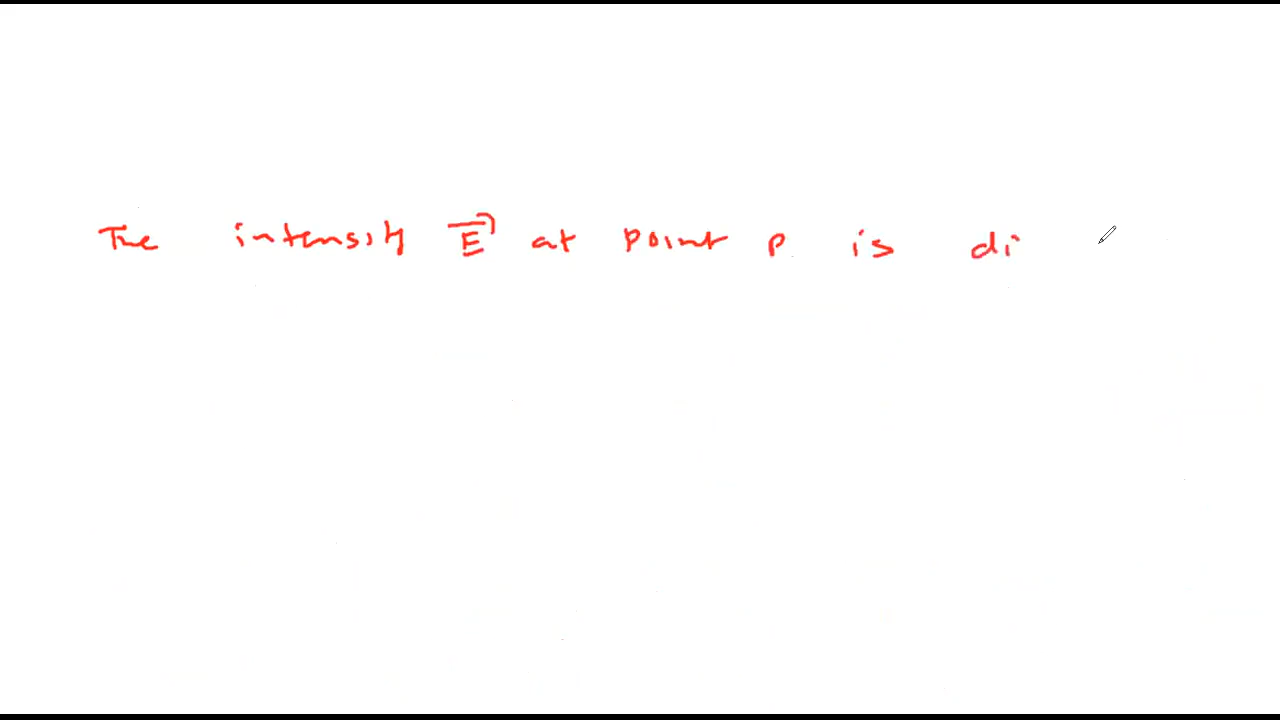 The intensity E⃗ at point P is di